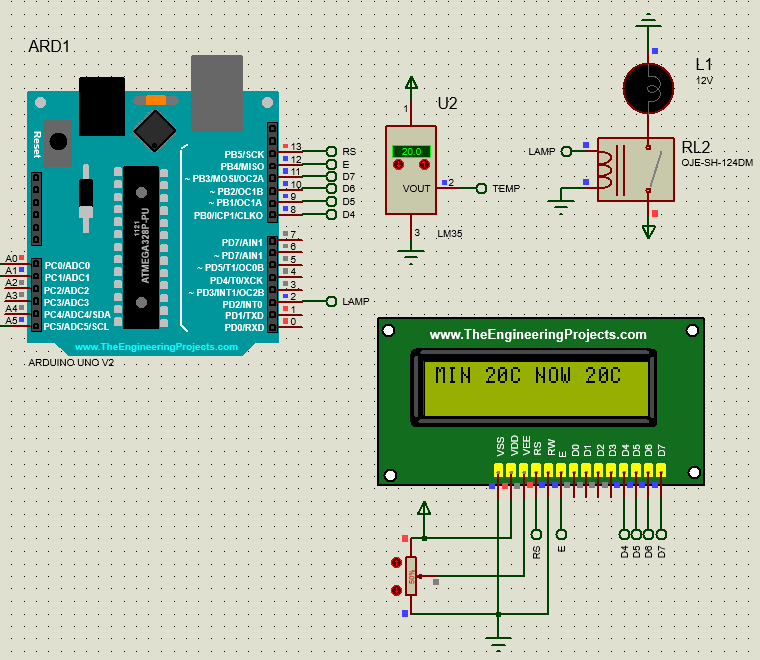 ARD1
Reset
1121
ATMEGA328P-PU
PB5/SCK 13 RS
PB4/MISO 12 E
~ PB3/MOSI/OC2A 11 D7
~ PB2/OC1B 10 D6
~ PB1/OC1A 9 D5
PB0/ICP1/CLKO 8 D4
PD7/AIN1 7
~ PD7/AIN1 6
~ PD5/T1/OC0B 5
PD4/T0/XCK 4
~ PD3/INT1/OC2B 3
PD2/INT0 2 LAMP
PD1/TXD 1
PD0/RXD 0
A0 PC0/ADC0
A1 PC1/ADC1
A2 PC2/ADC2
A3 PC3/ADC3
A4 PC4/ADC4/SDA
A5 PC5/ADC5/SCL
www.TheEngineeringProjects.com
ARDUINO UNO V2
U2
1
20.0
VOUT 2 TEMP
3
LM35
L1
12V
LAMP
RL2
OJE-SH-124DM
www.TheEngineeringProjects.com
MIN 20C NOW 20C
VSS VDD VEE RS RW E D0 D1 D2 D3 D4 D5 D6 D7
RS E D4 D5 D6 D7
50%